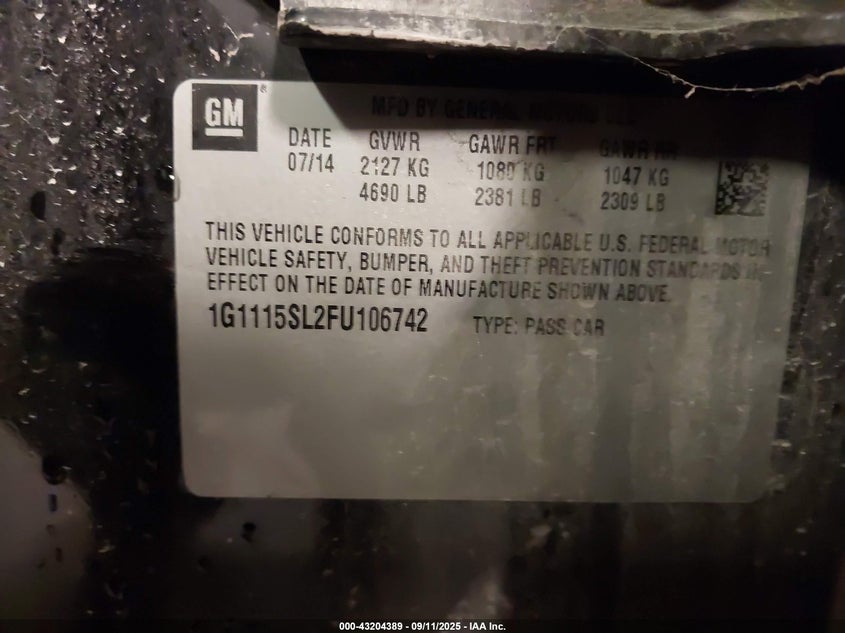 GM
MFD BY GENERAL MOTORS LLC
DATE GVWR GAWR FRT GAWR RR
07/14 2127 KG 1080 KG 1047 KG
4690 LB 2381 LB 2309 LB
THIS VEHICLE CONFORMS TO ALL APPLICABLE U.S. FEDERAL MOTOR
VEHICLE SAFETY, BUMPER, AND THEFT PREVENTION STANDARDS IN
EFFECT ON THE DATE OF MANUFACTURE SHOWN ABOVE.
1G1115SL2FU106742 TYPE: PASS CAR
000-43204389 - 09/11/2025 - IAA Inc.